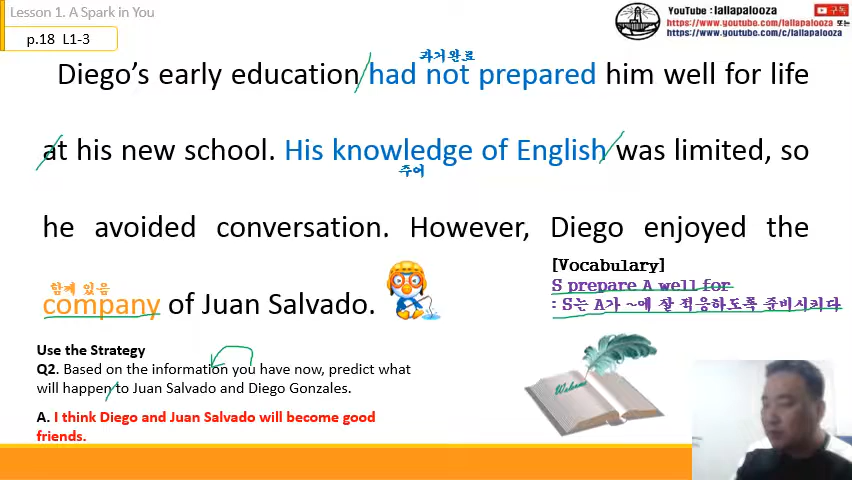 Lesson 1. A Spark in You
p.18 L1-3
YouTube : lallapalooza
구독
https://www.youtube.com/lallapalooza 또는
https://www.youtube.com/c/lallapalooza
과거완료
Diego’s early education had not prepared him well for life
at his new school. His knowledge of English was limited, so
주어
he avoided conversation. However, Diego enjoyed the
함께 있음
company of Juan Salvado.
[Vocabulary]
S prepare A well for
: S는 A가 ~에 잘 적응하도록 준비시키다
Use the Strategy
Q2. Based on the information you have now, predict what
will happen to Juan Salvado and Diego Gonzales.
A. I think Diego and Juan Salvado will become good
friends.
Welcome